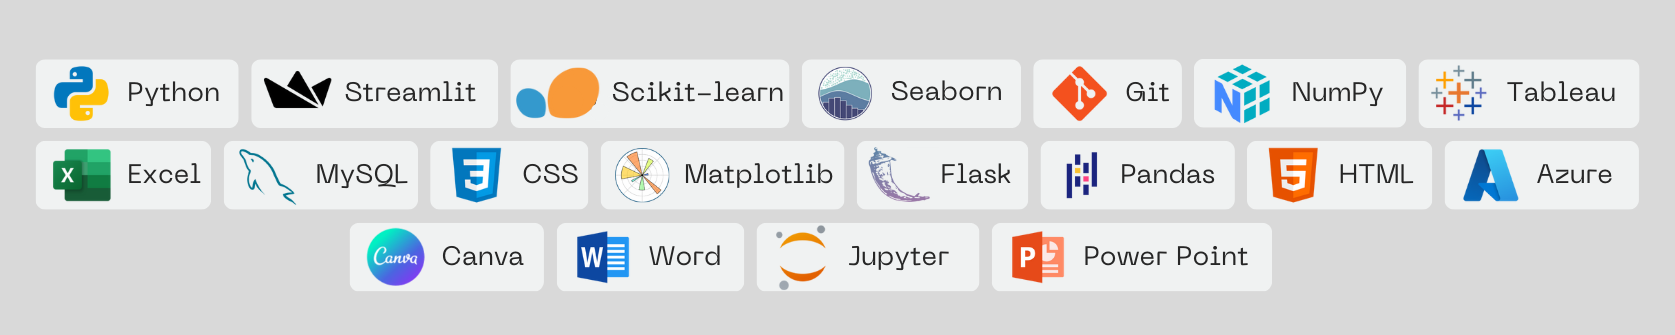 Python Streamlit Scikit-learn Seaborn Git NumPy Tableau
X Excel MySQL CSS Matplotlib Flask Pandas HTML Azure
Canva Canva W Word Jupyter P Power Point